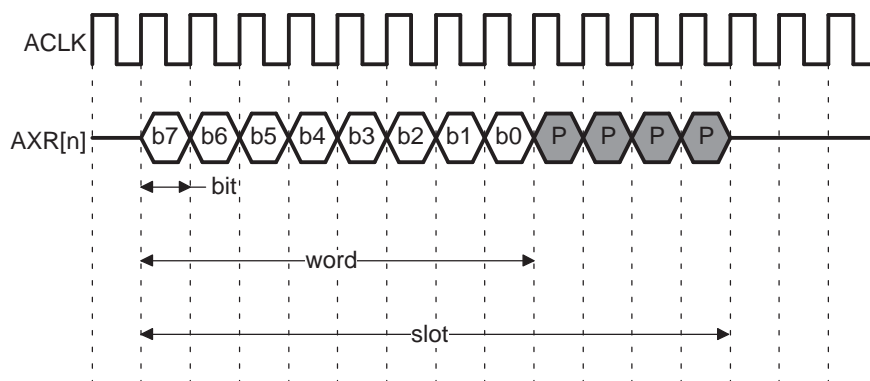 ACLK
AXR[n] b7 b6 b5 b4 b3 b2 b1 b0 P P P P
bit
word
slot